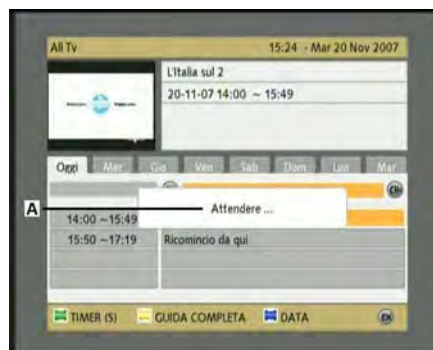 All Tv 15:24 - Mar 20 Nov 2007
L'Italia sul 2
20-11-07 14:00 ~ 15:49
Oggi Mer Gio Ven Sab Dom Lun Mar
CH+
A
Attendere ...
14:00 ~15:49
15:50 ~17:19 Ricomincio da qui
TIMER (S) GUIDA COMPLETA DATA